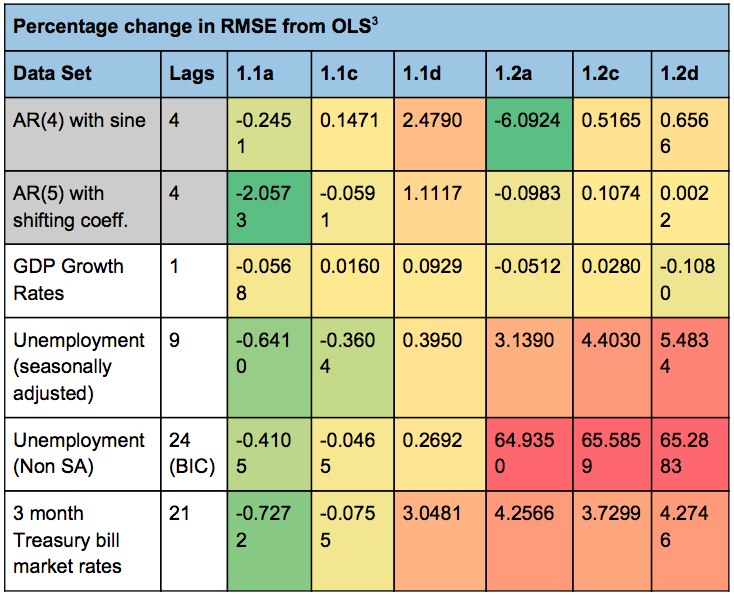 Percentage change in RMSE from OLS³
Data Set Lags 1.1a 1.1c 1.1d 1.2a 1.2c 1.2d
AR(4) with sine 4 -0.2451 0.1471 2.4790 -6.0924 0.5165 0.6566
AR(5) with shifting coeff. 4 -2.0573 -0.0591 1.1117 -0.0983 0.1074 0.0022
GDP Growth Rates 1 -0.0568 0.0160 0.0929 -0.0512 0.0280 -0.1080
Unemployment (seasonally adjusted) 9 -0.6410 -0.3604 0.3950 3.1390 4.4030 5.4834
Unemployment (Non SA) 24 (BIC) -0.4105 -0.0465 0.2692 64.9350 65.5859 65.2883
3 month Treasury bill market rates 21 -0.7272 -0.0755 3.0481 4.2566 3.7299 4.2746